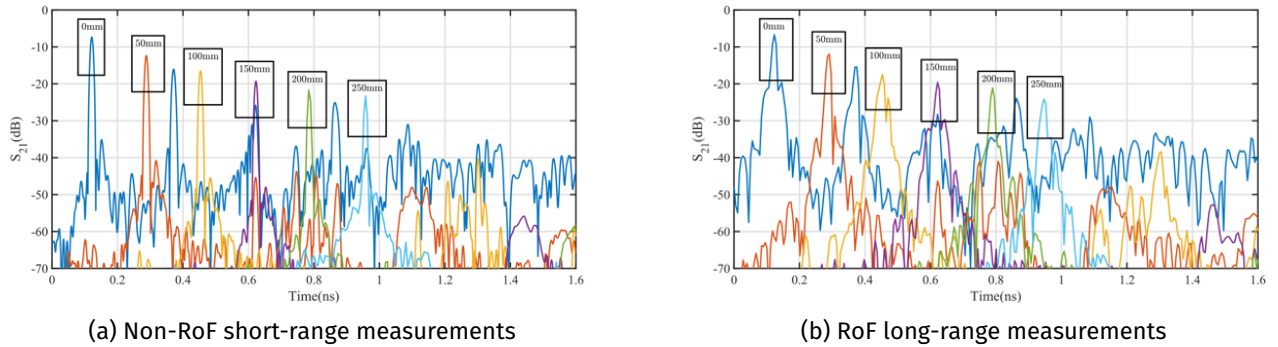 0
-10
-20
-30
-40
-50
-60
-70
S21(dB)
0mm
50mm
100mm
150mm
200mm
250mm
0 0.2 0.4 0.6 0.8 1 1.2 1.4 1.6
Time(ns)
(a) Non-RoF short-range measurements
0
-10
-20
-30
-40
-50
-60
-70
S21(dB)
0mm
50mm
100mm
150mm
200mm
250mm
0 0.2 0.4 0.6 0.8 1 1.2 1.4 1.6
Time(ns)
(b) RoF long-range measurements